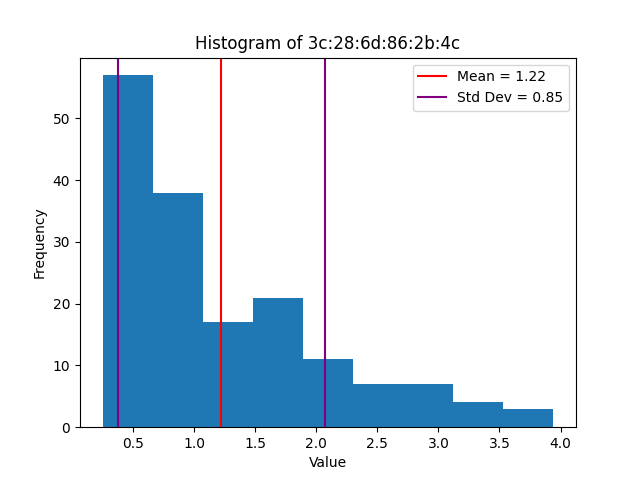 Histogram of 3c:28:6d:86:2b:4c
Mean = 1.22
Std Dev = 0.85
50
40
30
20
10
0
Frequency
0.5 1.0 1.5 2.0 2.5 3.0 3.5 4.0
Value